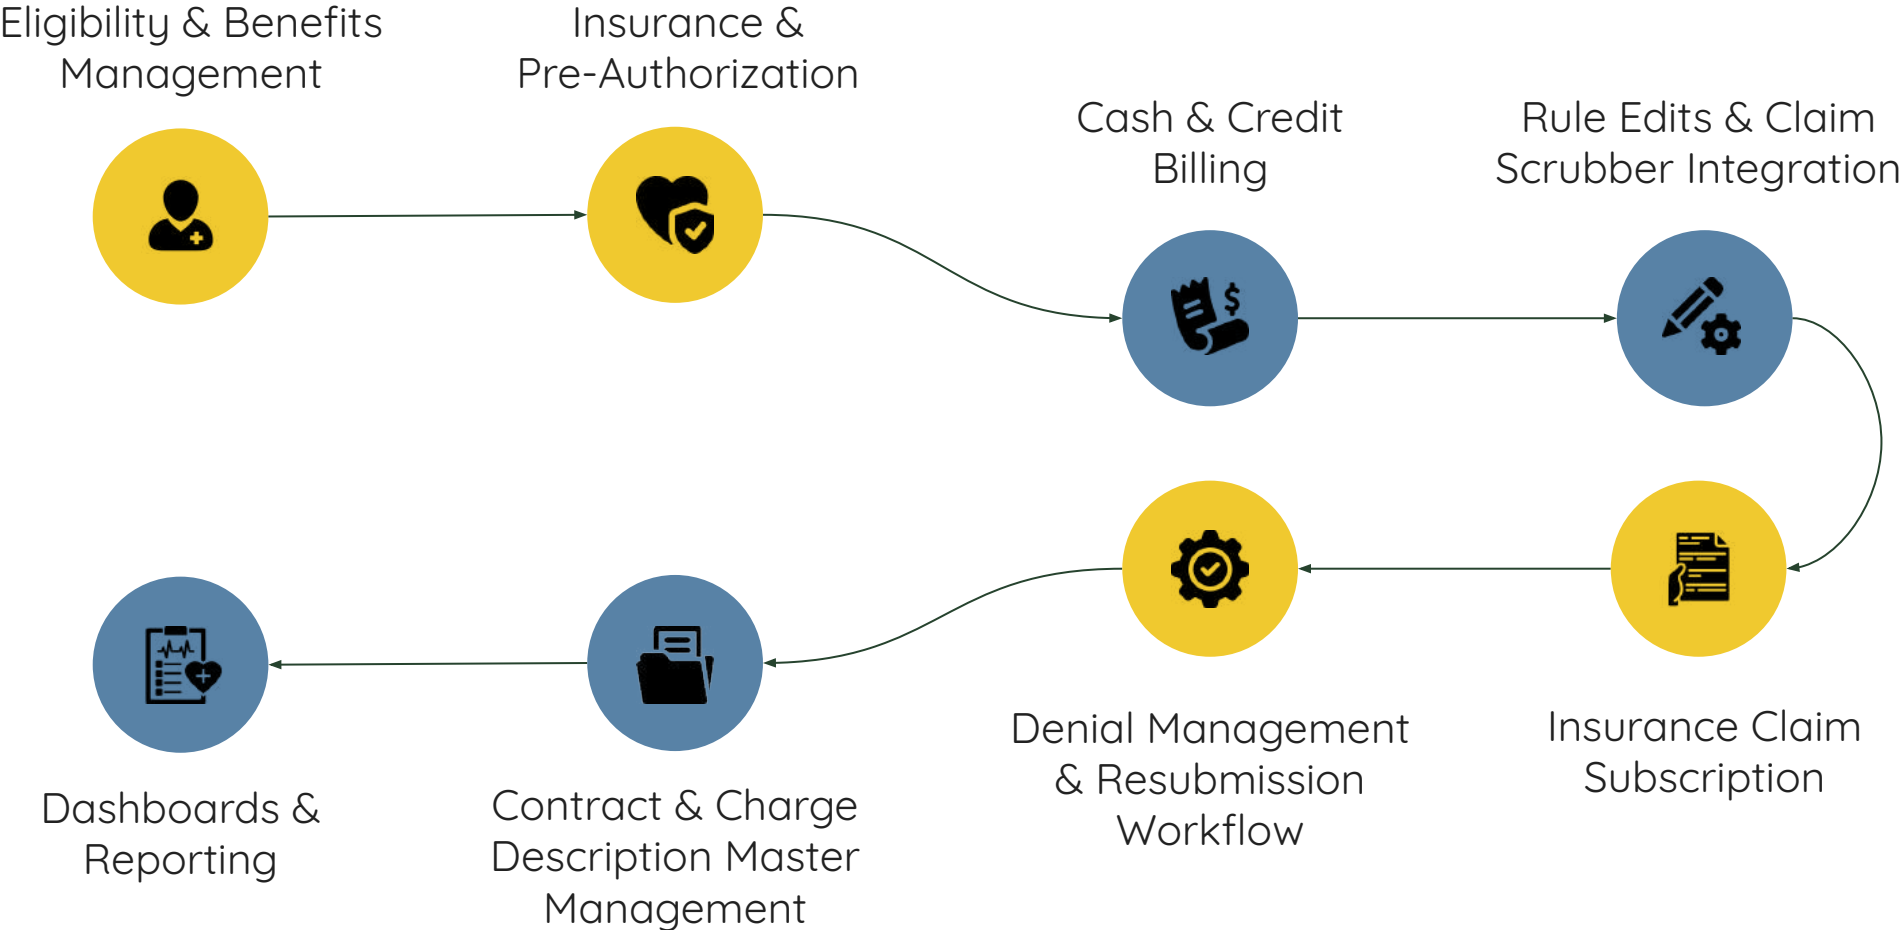 Eligibility & Benefits
Management
Insurance &
Pre-Authorization
Cash & Credit
Billing
Rule Edits & Claim
Scrubber Integration
Insurance Claim
Subscription
Denial Management
& Resubmission
Workflow
Contract & Charge
Description Master
Management
Dashboards &
Reporting